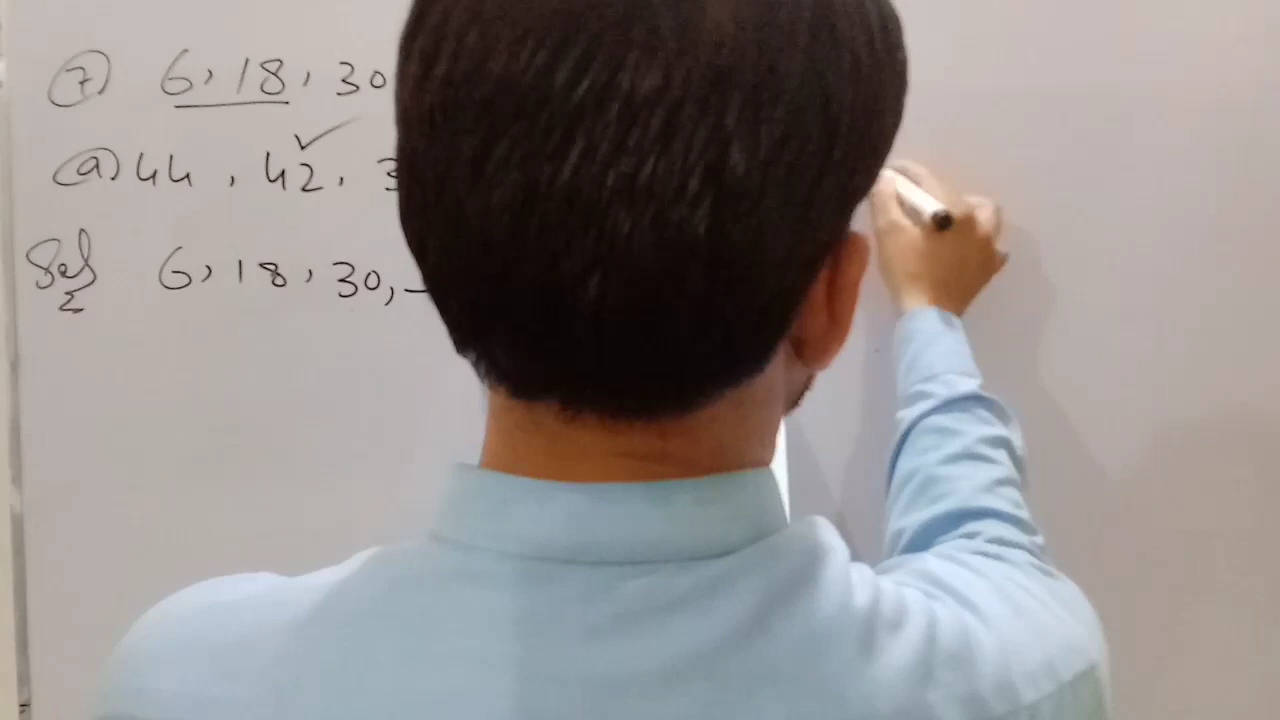 7 6, 18, 30
a) 44, 42, 3
Sol 6, 18, 30, –